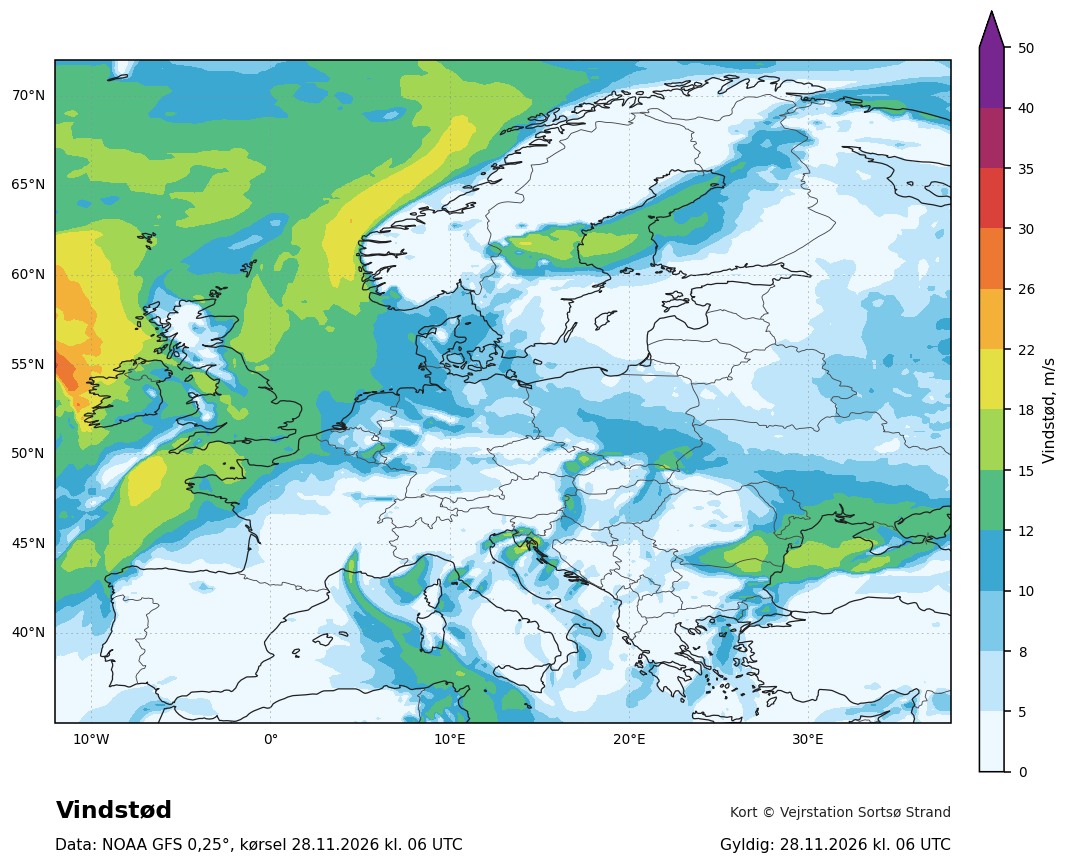 50
40
35
30
26
22
18
15
12
10
8
5
0
Vindstød, m/s
70°N
65°N
60°N
55°N
50°N
45°N
40°N
10°W 0° 10°E 20°E 30°E
Vindstød
Kort © Vejrstation Sortsø Strand
Data: NOAA GFS 0,25°, kørsel 28.11.2026 kl. 06 UTC
Gyldig: 28.11.2026 kl. 06 UTC